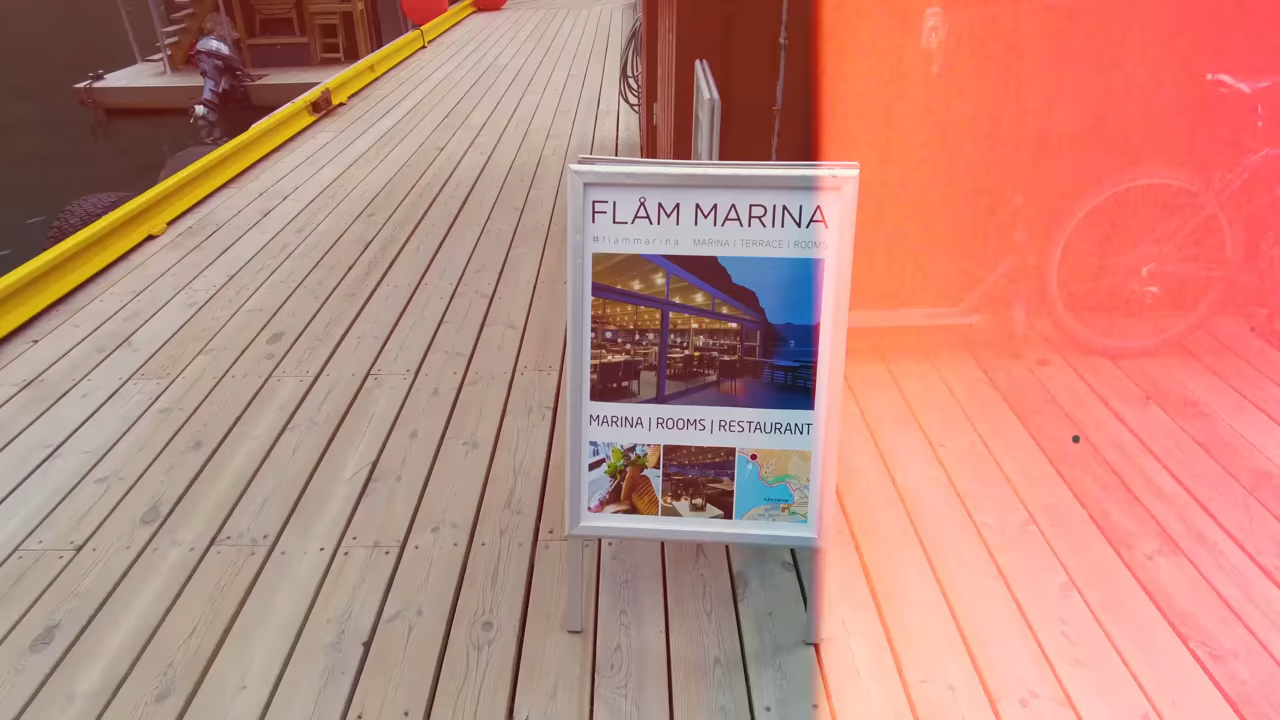 FLÅM MARINA
#flammarina MARINA | TERRACE | ROOMS
MARINA | ROOMS | RESTAURANT